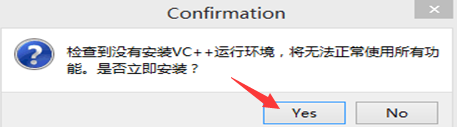 Confirmation
检查到没有安装VC++运行环境，将无法正常使用所有功
能。是否立即安装？
Yes
No